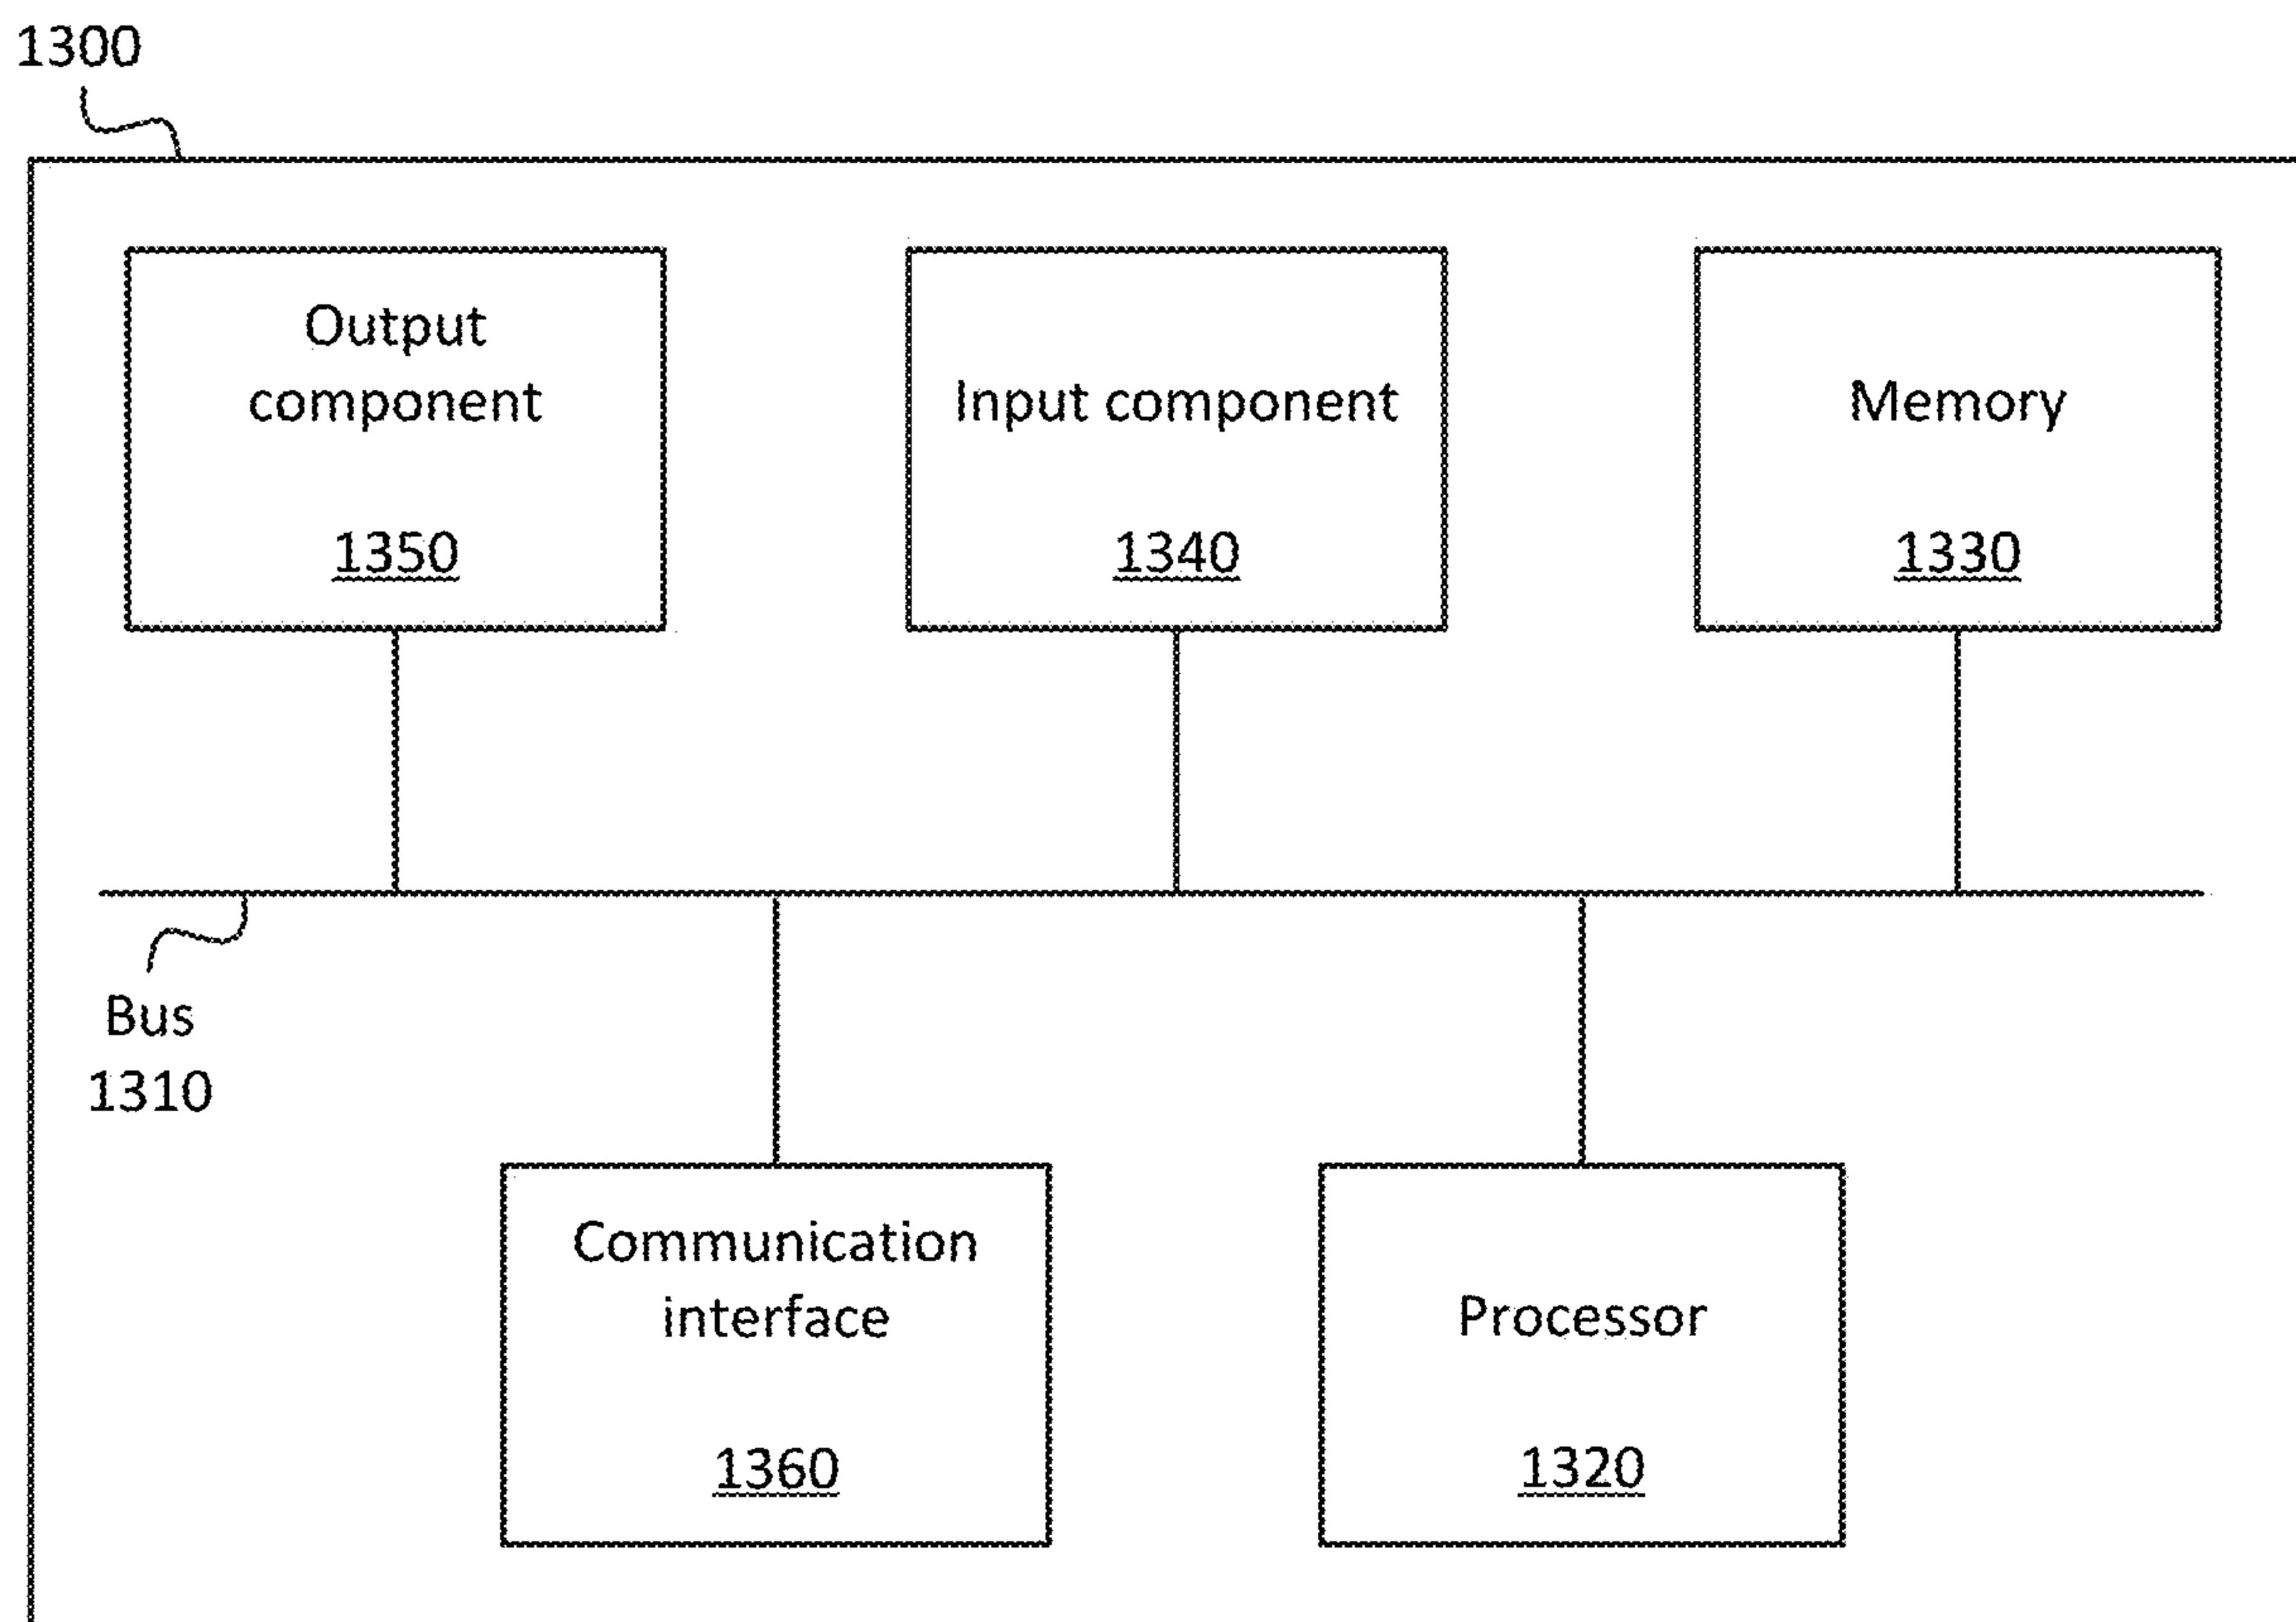 1300
Output
component
1350
Input component
1340
Memory
1330
Bus
1310
Communication
interface
1360
Processor
1320